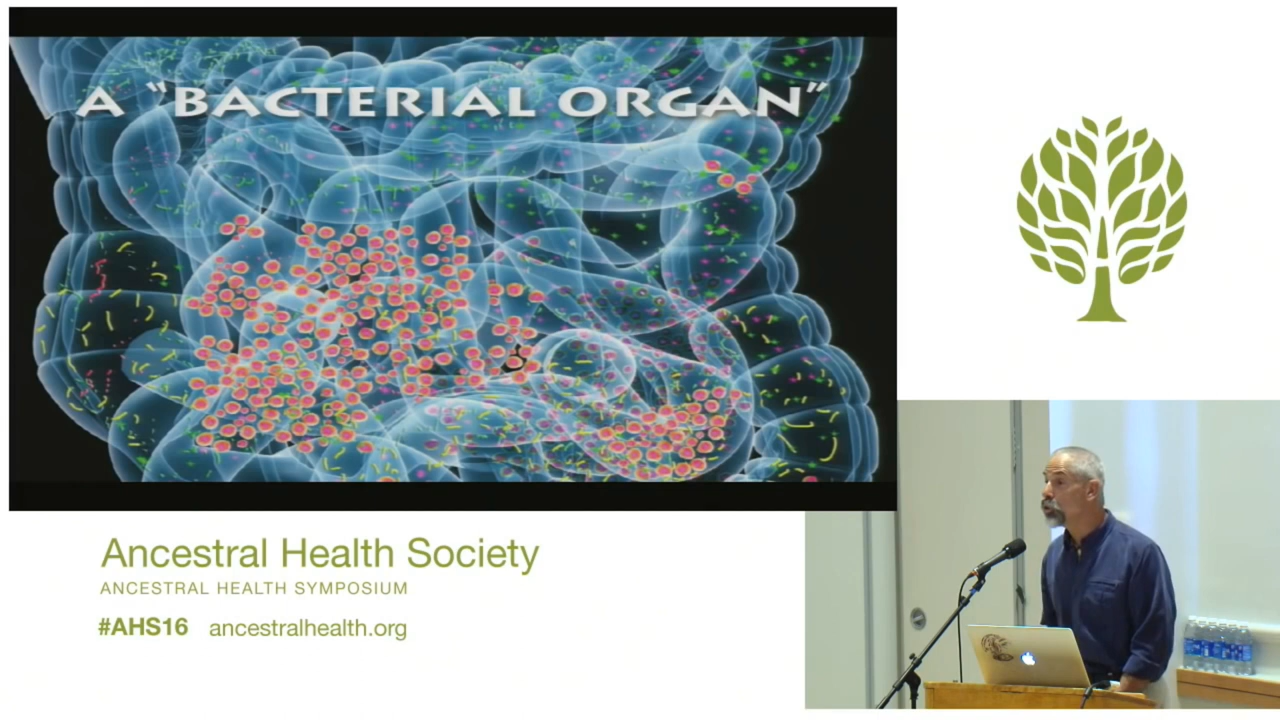 A “BACTERIAL ORGAN”
Ancestral Health Society
ANCESTRAL HEALTH SYMPOSIUM
#AHS16 ancestralhealth.org